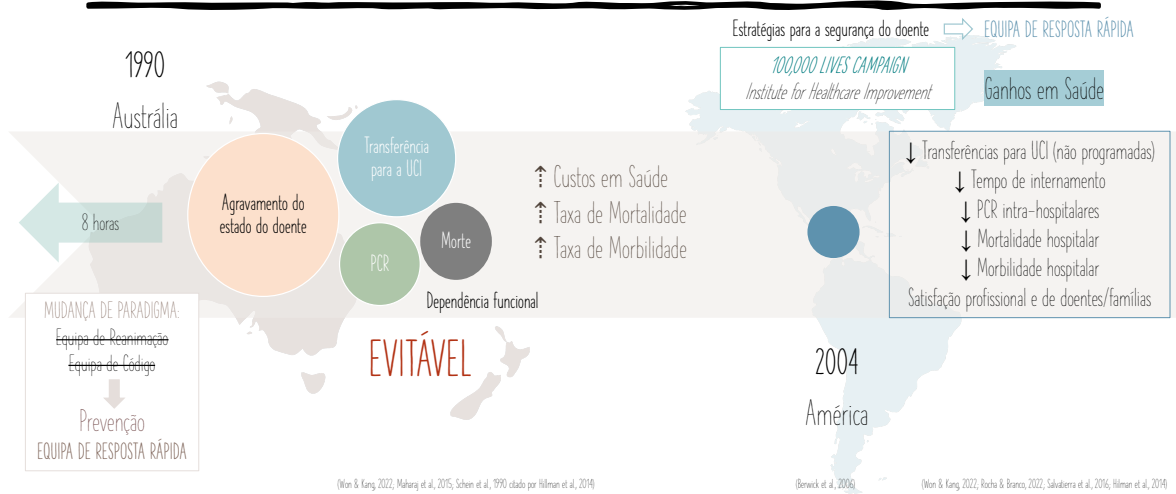 Estratégias para a segurança do doente
EQUIPA DE RESPOSTA RÁPIDA
100,000 LIVES CAMPAIGN
Institute for Healthcare Improvement
Ganhos em Saúde
1990
Austrália
8 horas
Agravamento do
estado do doente
Transferência
para a UCI
PCR
Morte
Dependência funcional
EVITÁVEL
⇡ Custos em Saúde
⇡ Taxa de Mortalidade
⇡ Taxa de Morbilidade
↓ Transferências para UCI (não programadas)
↓ Tempo de internamento
↓ PCR intra-hospitalares
↓ Mortalidade hospitalar
↓ Morbilidade hospitalar
Satisfação profissional e de doentes/famílias
MUDANÇA DE PARADIGMA:
Equipa de Reanimação
Equipa de Código
Prevenção
EQUIPA DE RESPOSTA RÁPIDA
2004
América
(Won & Kang, 2022, Maharaj et al., 2015; Schein et al., 1990 citado por Hillman et al., 2014)
(Berwick et al., 2006)
(Won & Kang, 2022, Rocha & Branco, 2022, Salvatierra et al., 2016, Hilman et al., 2014)